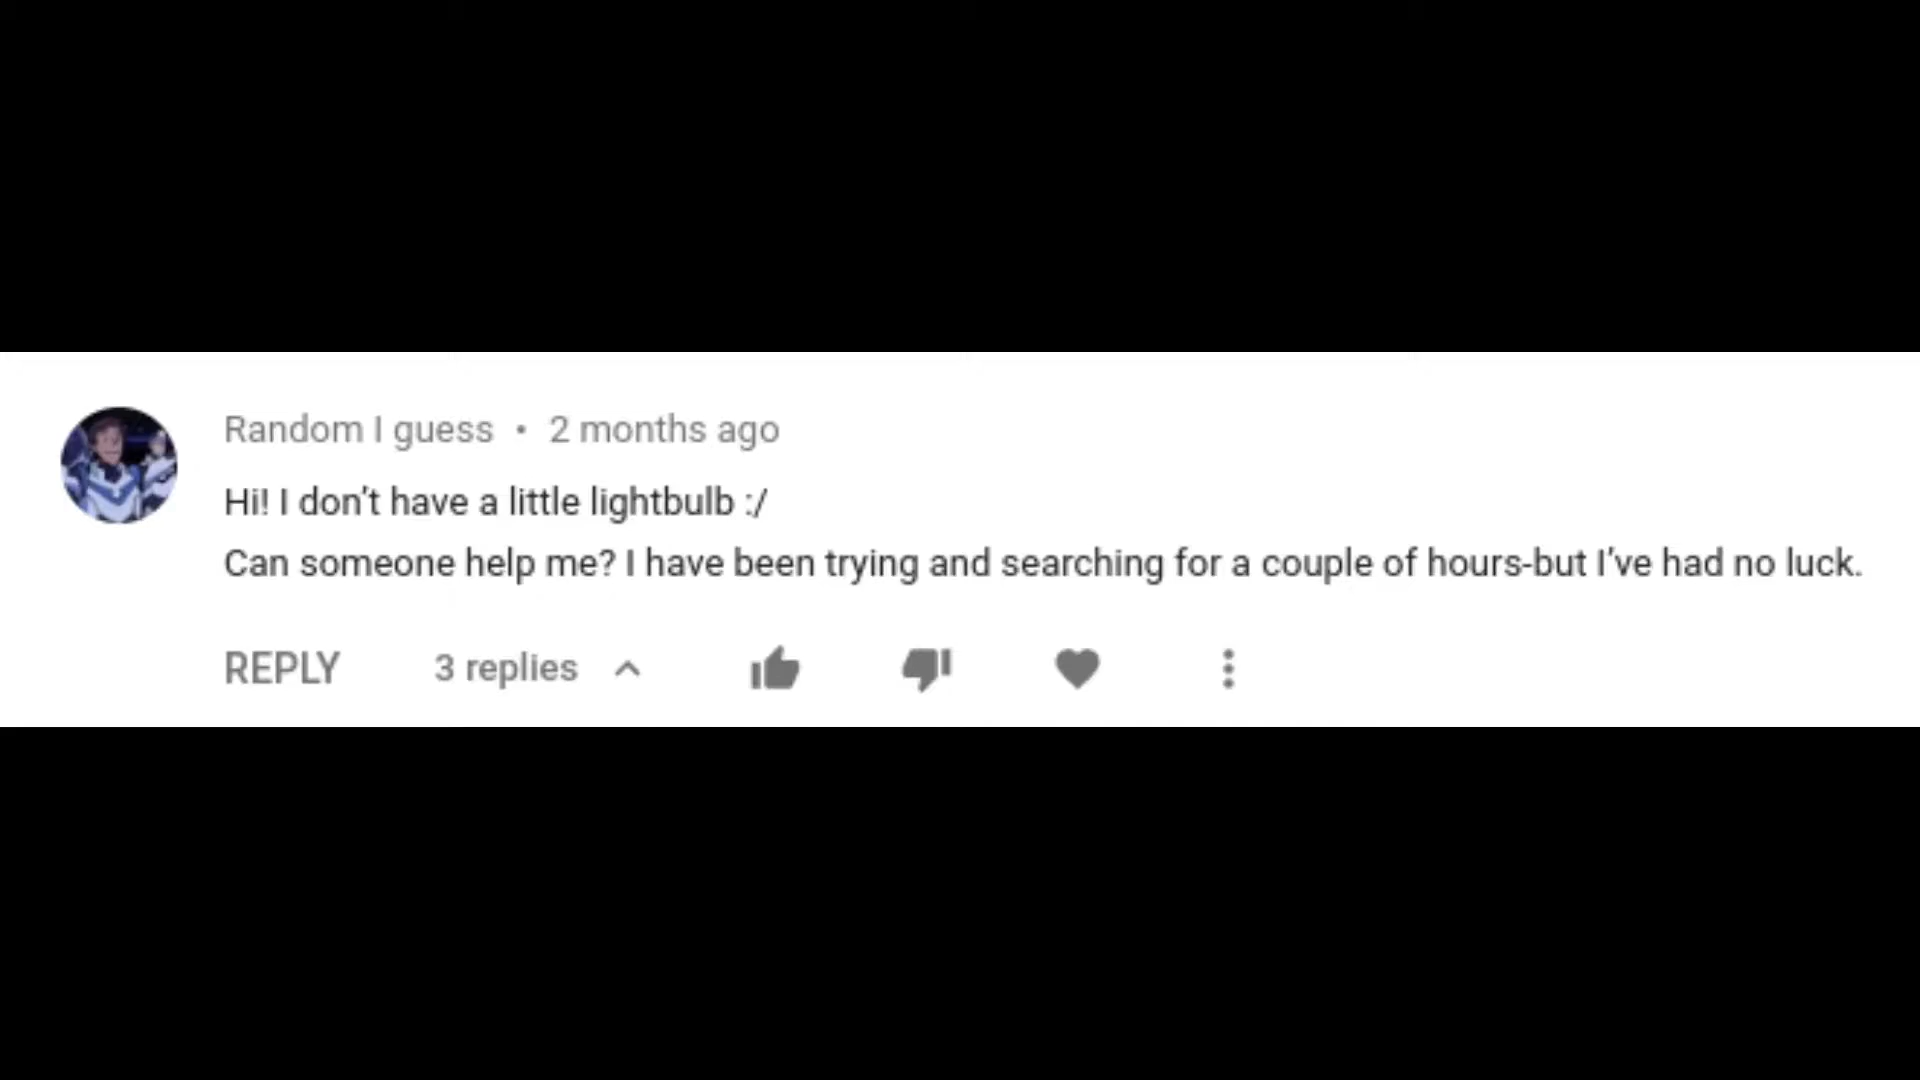 Random I guess • 2 months ago
Hi! I don't have a little lightbulb :/
Can someone help me? I have been trying and searching for a couple of hours-but I've had no luck.
REPLY 3 replies